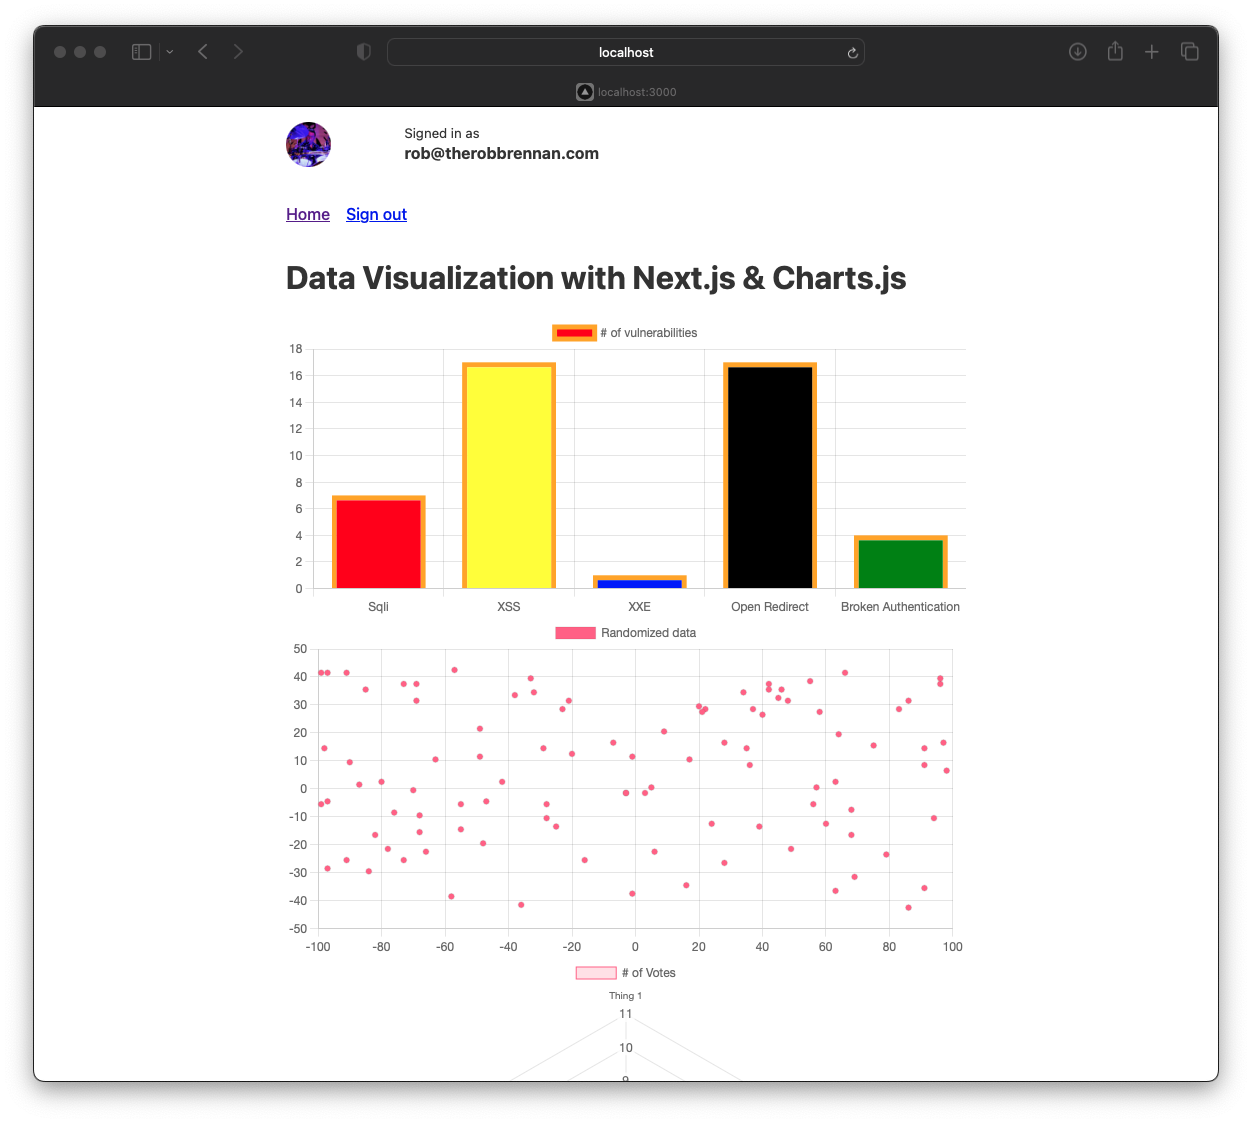 localhost
localhost:3000
Signed in as
rob@therobbrennan.com
Home Sign out
Data Visualization with Next.js & Charts.js
# of vulnerabilities
18
16
14
12
10
8
6
4
2
0
Sqli XSS XXE Open Redirect Broken Authentication
Randomized data
50
40
30
20
10
0
-10
-20
-30
-40
-50
-100 -80 -60 -40 -20 0 20 40 60 80 100
# of Votes
Thing 1
11
10
9